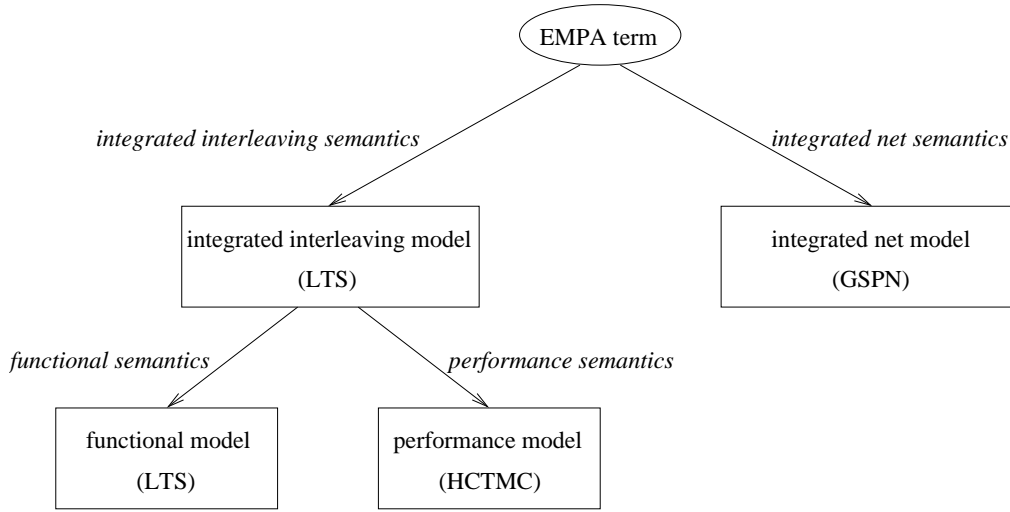 EMPA term
integrated interleaving semantics
integrated net semantics
integrated interleaving model
(LTS)
integrated net model
(GSPN)
functional semantics
performance semantics
functional model
(LTS)
performance model
(HCTMC)